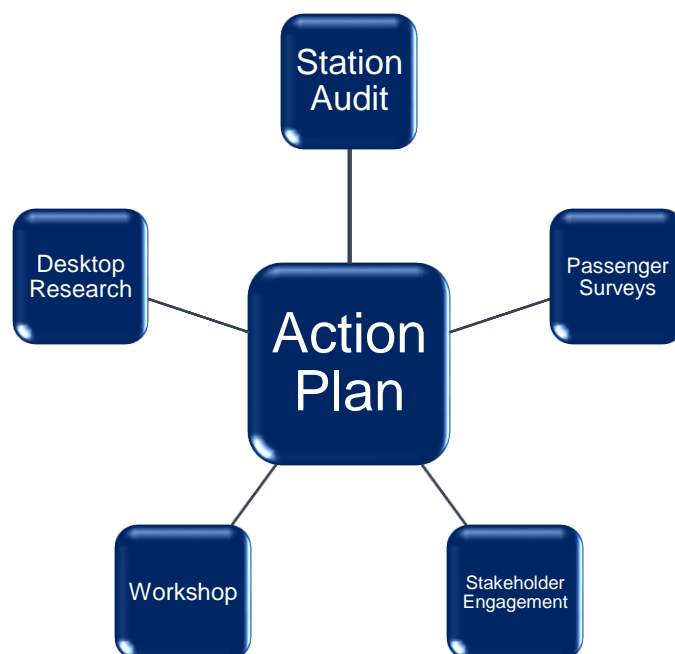 Station
Audit
Desktop
Research
Passenger
Surveys
Action
Plan
Workshop
Stakeholder
Engagement